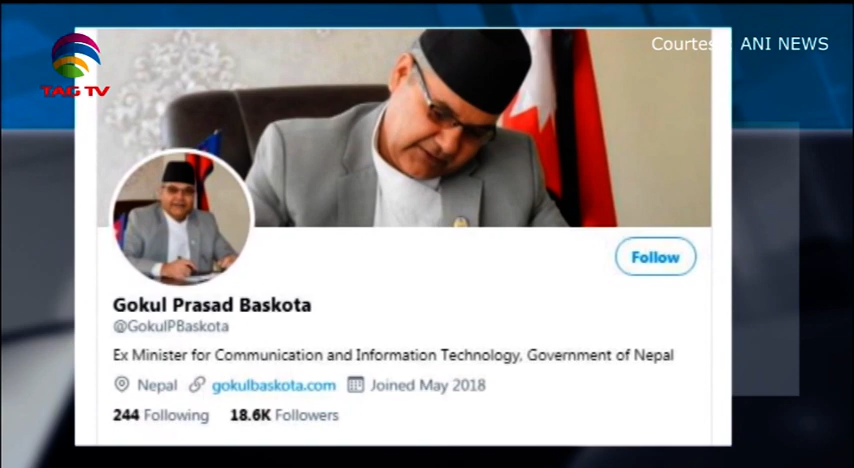 TAG TV
Courtesy: ANI NEWS
Follow
Gokul Prasad Baskota
@GokulPBaskota
Ex Minister for Communication and Information Technology, Government of Nepal
Nepal gokulbaskota.com Joined May 2018
244 Following 18.6K Followers